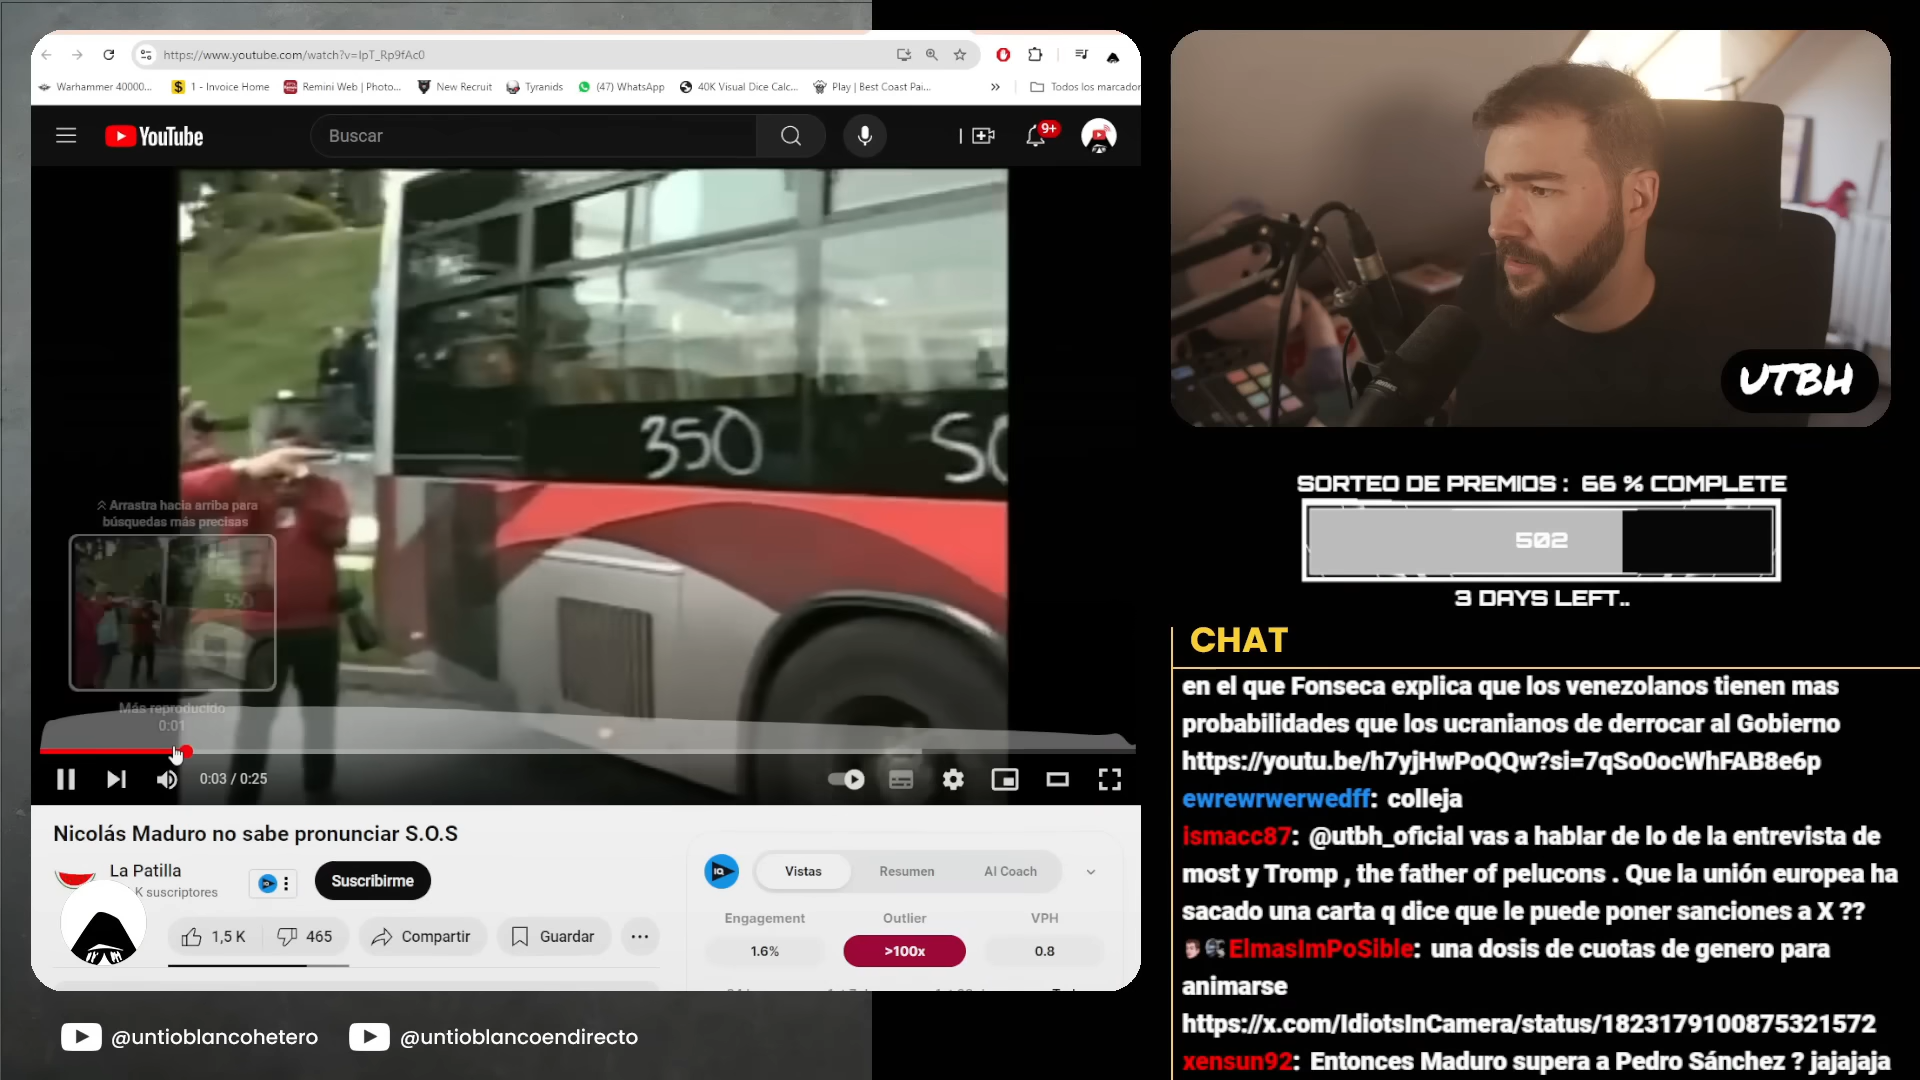 https://www.youtube.com/watch?v=IpT_Rp9fAc0
Warhammer 40000...
1 - Invoice Home
Remini Web | Photo...
New Recruit
Tyranids
(47) WhatsApp
40K Visual Dice Calc...
Play | Best Coast Pai...
»
Todos los marcador
YouTube
Buscar
9+
350
SO
Arrastra hacia arriba para
búsquedas más precisas
350
Más reproducido
0:01
0:03 / 0:25
Nicolás Maduro no sabe pronunciar S.O.S
La Patilla
K suscriptores
Suscribirme
1,5 K
465
Compartir
Guardar
IQ
Vistas
Resumen
AI Coach
Engagement
Outlier
VPH
1.6%
>100x
0.8
@untioblancohetero
@untioblancoendirecto
UTBH
SORTEO DE PREMIOS : 66 % COMPLETE
502
3 DAYS LEFT..
CHAT
en el que Fonseca explica que los venezolanos tienen mas
probabilidades que los ucranianos de derrocar al Gobierno
https://youtu.be/h7yjHwPoQQw?si=7qSo0ocWhFAB8e6p
ewrewrwerwedff: colleja
ismacc87: @utbh_oficial vas a hablar de lo de la entrevista de
most y Tromp , the father of pelucons . Que la unión europea ha
sacado una carta q dice que le puede poner sanciones a X ??
ElmasImPoSible: una dosis de cuotas de genero para
animarse
https://x.com/IdiotsInCamera/status/1823179100875321572
xensun92: Entonces Maduro supera a Pedro Sánchez ? jajajaja